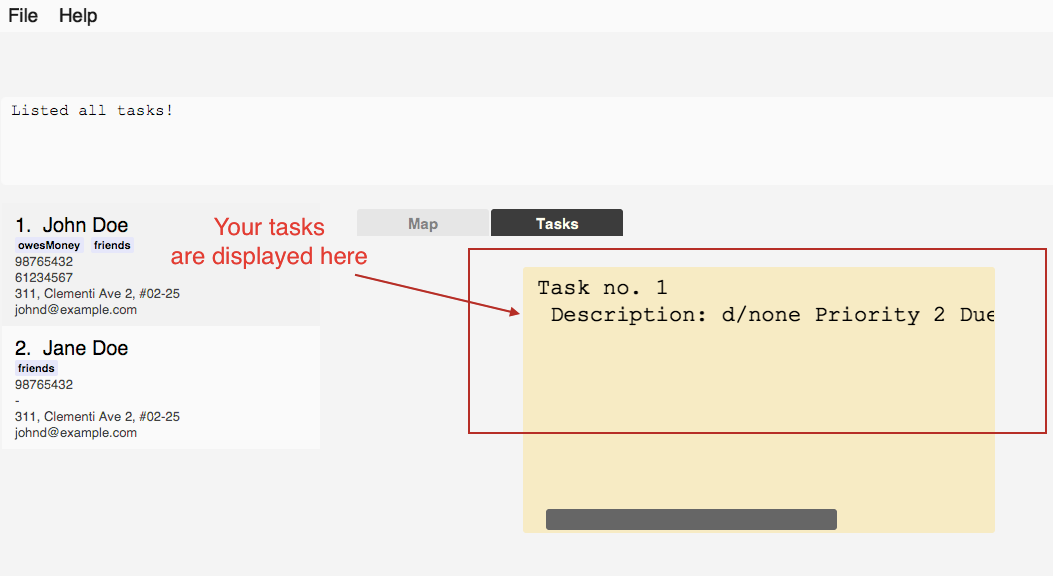 File Help
Listed all tasks!
1. John Doe
owesMoney friends
98765432
61234567
311, Clementi Ave 2, #02-25
johnd@example.com
2. Jane Doe
friends
98765432
-
311, Clementi Ave 2, #02-25
johnd@example.com
Your tasks
are displayed here
Map Tasks
Task no. 1
Description: d/none Priority 2 Due